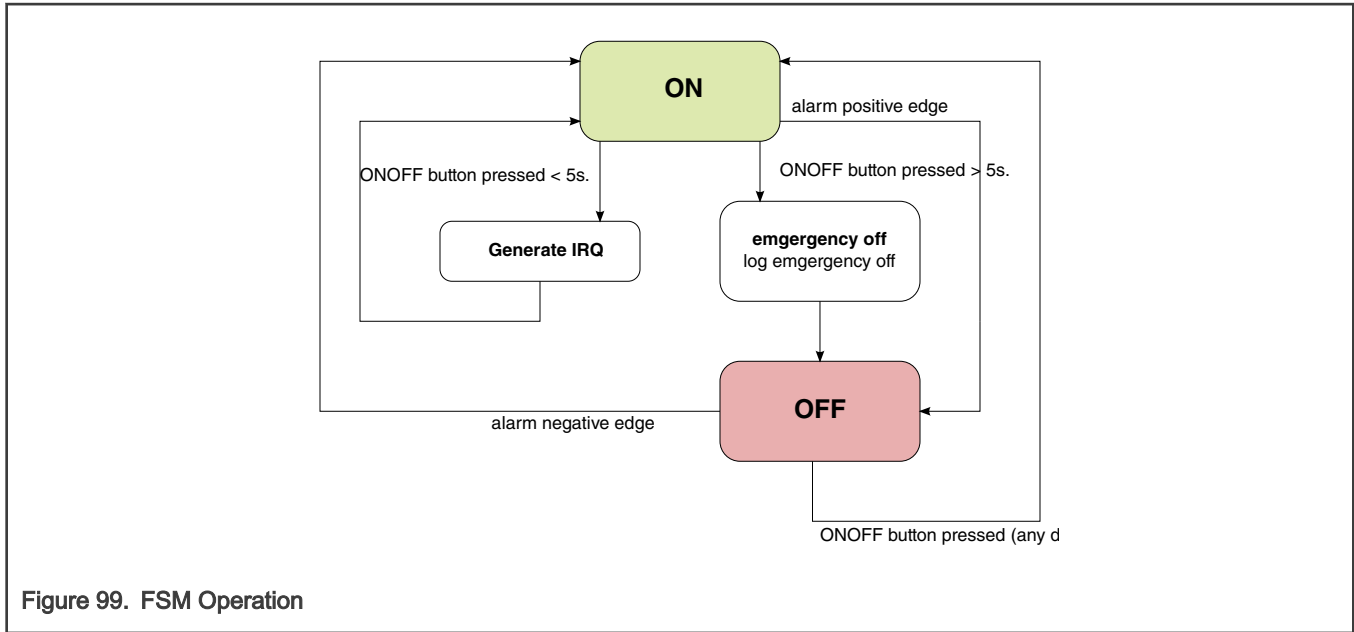 ON
alarm positive edge
ONOFF button pressed < 5s.
ONOFF button pressed > 5s.
Generate IRQ
emgergency off
log emgergency off
OFF
alarm negative edge
ONOFF button pressed (any d
Figure 99. FSM Operation